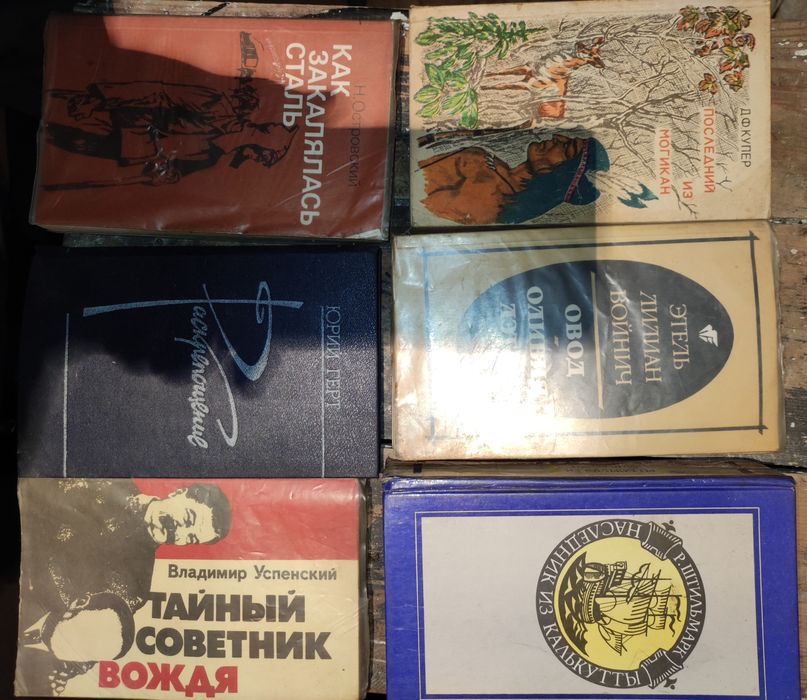 Н.Островский
КАК
ЗАКАЛЯЛАСЬ
СТАЛЬ
Д.Ф.КУПЕР
ПОСЛЕДНИЙ
ИЗ
МОГИКАН
ЮРИЙ ГЕРТ
Раскрепощение
ЭТЕЛЬ
ЛИЛИАН
ВОЙНИЧ
ОВОД
ОЛИВИЯ
Владимир Успенский
ТАЙНЫЙ
СОВЕТНИК
ВОЖДЯ
Р. ШТИЛЬМАРК
НАСЛЕДНИК ИЗ КАЛЬКУТТЫ